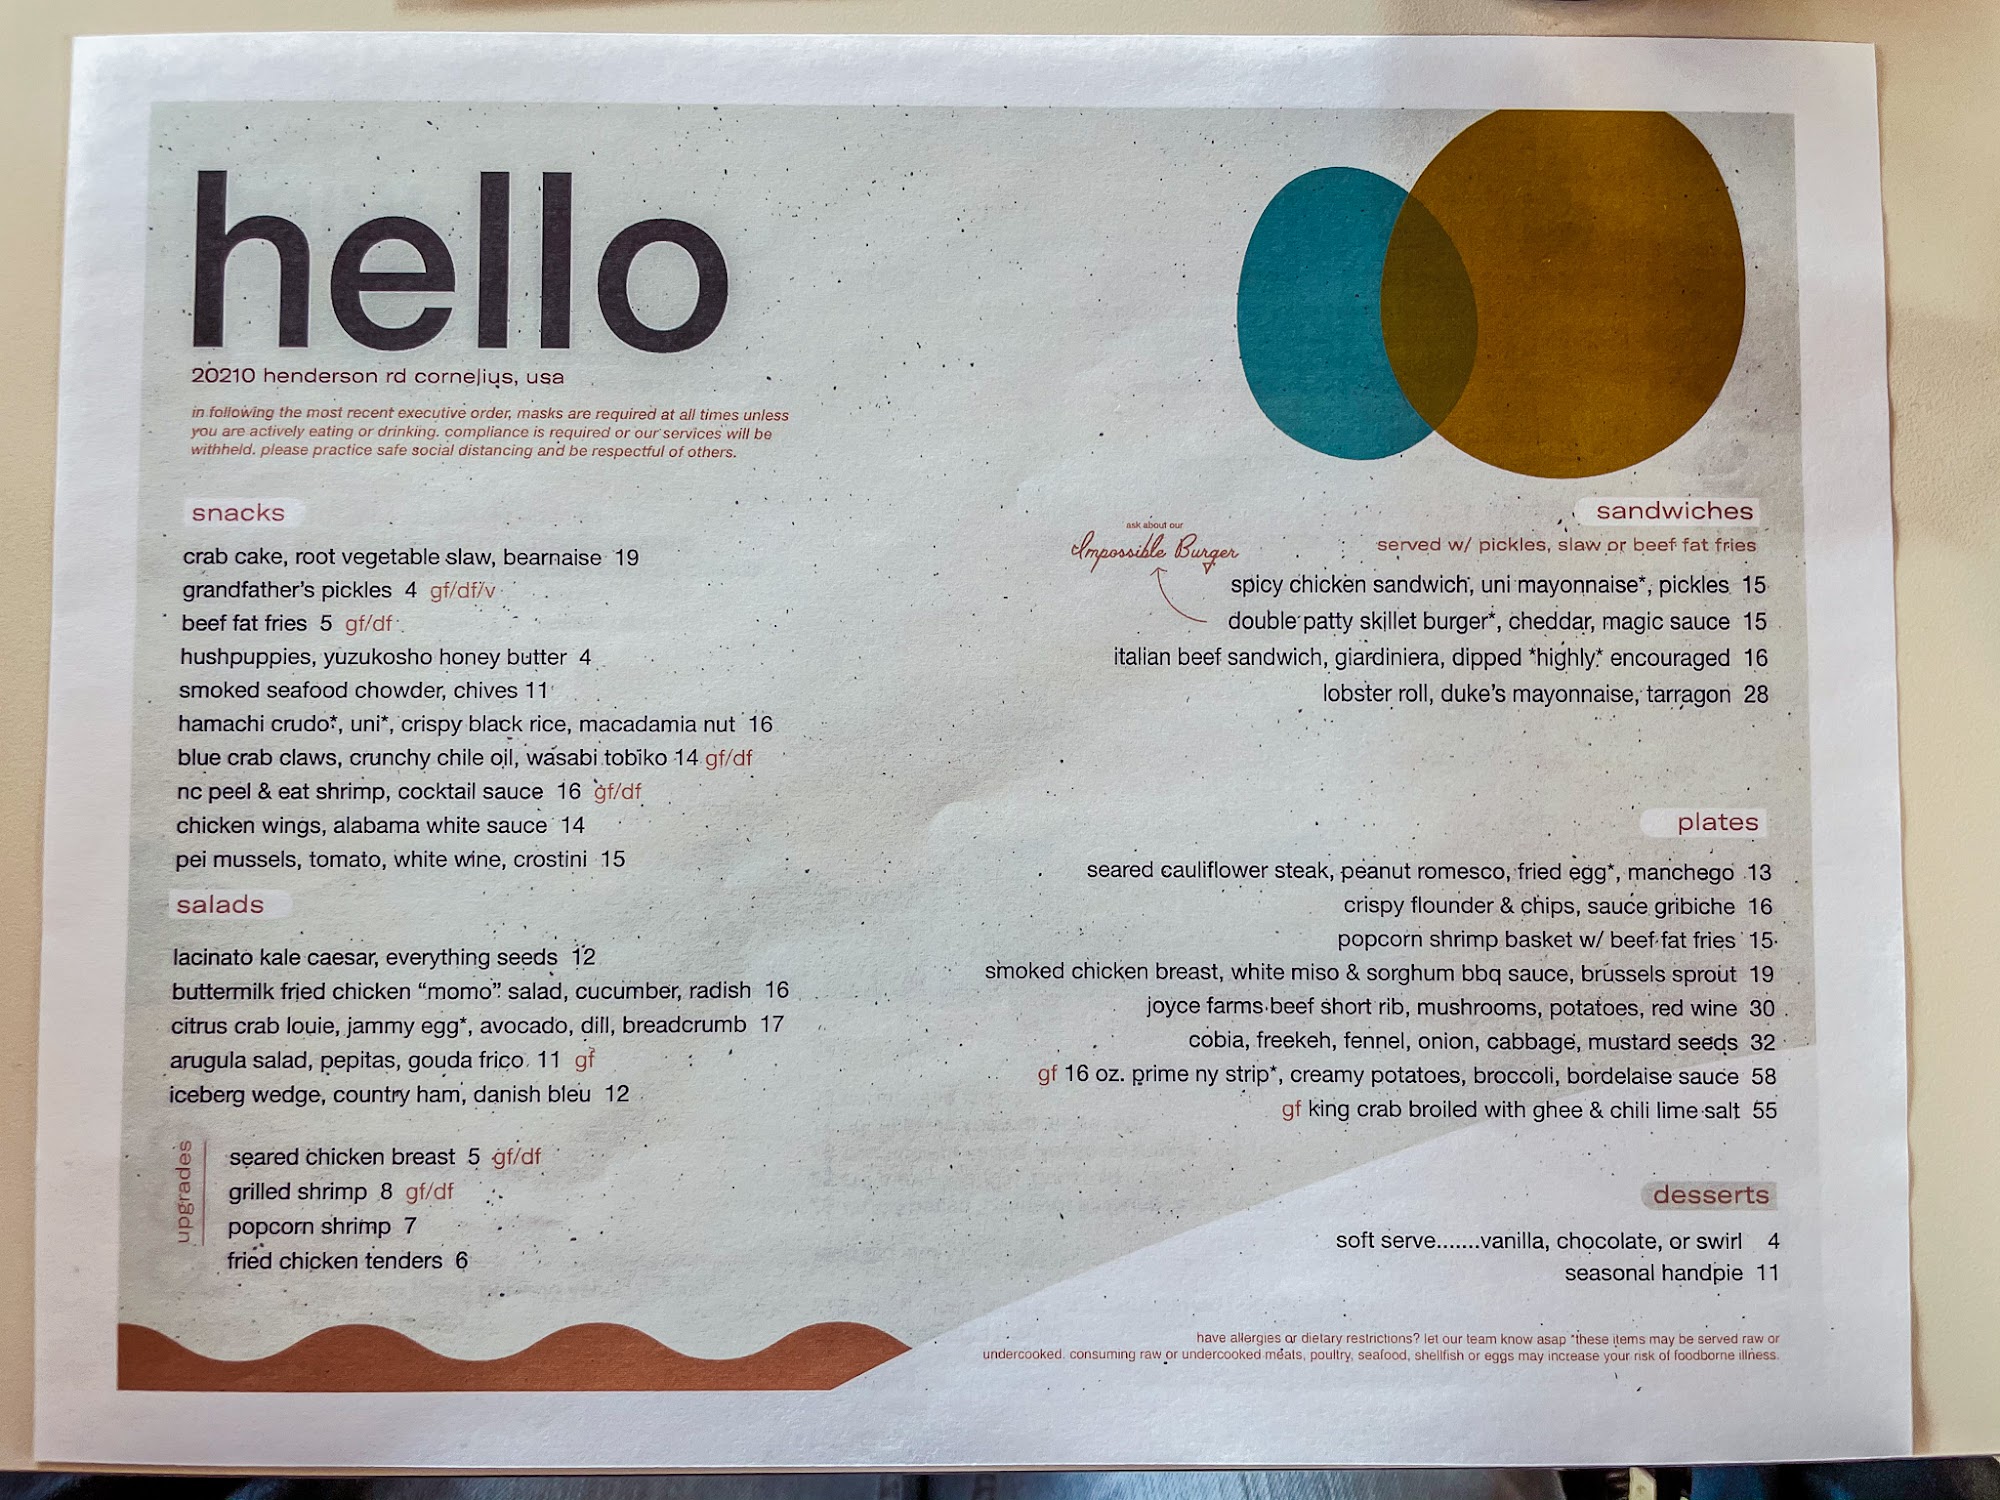 hello
20210 henderson rd cornelius, usa
in following the most recent executive order, masks are required at all times unless
you are actively eating or drinking. compliance is required or our services will be
withheld. please practice safe social distancing and be respectful of others.
snacks
crab cake, root vegetable slaw, bearnaise 19
grandfather's pickles 4 gf/df/v
beef fat fries 5 gf/df
hushpuppies, yuzukosho honey butter 4
smoked seafood chowder, chives 11
hamachi crudo*, uni*, crispy black rice, macadamia nut 16
blue crab claws, crunchy chile oil, wasabi tobiko 14 gf/df
nc peel & eat shrimp, cocktail sauce 16 gf/df
chicken wings, alabama white sauce 14
pei mussels, tomato, white wine, crostini 15
salads
lacinato kale caesar, everything seeds 12
buttermilk fried chicken "momo" salad, cucumber, radish 16
citrus crab louie, jammy egg*, avocado, dill, breadcrumb 17
arugula salad, pepitas, gouda frico 11 gf
iceberg wedge, country ham, danish bleu 12
upgrades
seared chicken breast 5 gf/df
grilled shrimp 8 gf/df
popcorn shrimp 7
fried chicken tenders 6
sandwiches
served w/ pickles, slaw or beef fat fries
ask about our
Impossible Burger
spicy chicken sandwich, uni mayonnaise*, pickles 15
double patty skillet burger*, cheddar, magic sauce 15
italian beef sandwich, giardiniera, dipped *highly* encouraged 16
lobster roll, duke's mayonnaise, tarragon 28
plates
seared cauliflower steak, peanut romesco, fried egg*, manchego 13
crispy flounder & chips, sauce gribiche 16
popcorn shrimp basket w/ beef fat fries 15
smoked chicken breast, white miso & sorghum bbq sauce, brussels sprout 19
joyce farms beef short rib, mushrooms, potatoes, red wine 30
cobia, freekeh, fennel, onion, cabbage, mustard seeds 32
gf 16 oz. prime ny strip*, creamy potatoes, broccoli, bordelaise sauce 58
gf king crab broiled with ghee & chili lime salt 55
desserts
soft serve.......vanilla, chocolate, or swirl 4
seasonal handpie 11
have allergies or dietary restrictions? let our team know asap *these items may be served raw or
undercooked. consuming raw or undercooked meats, poultry, seafood, shellfish or eggs may increase your risk of foodborne illness.